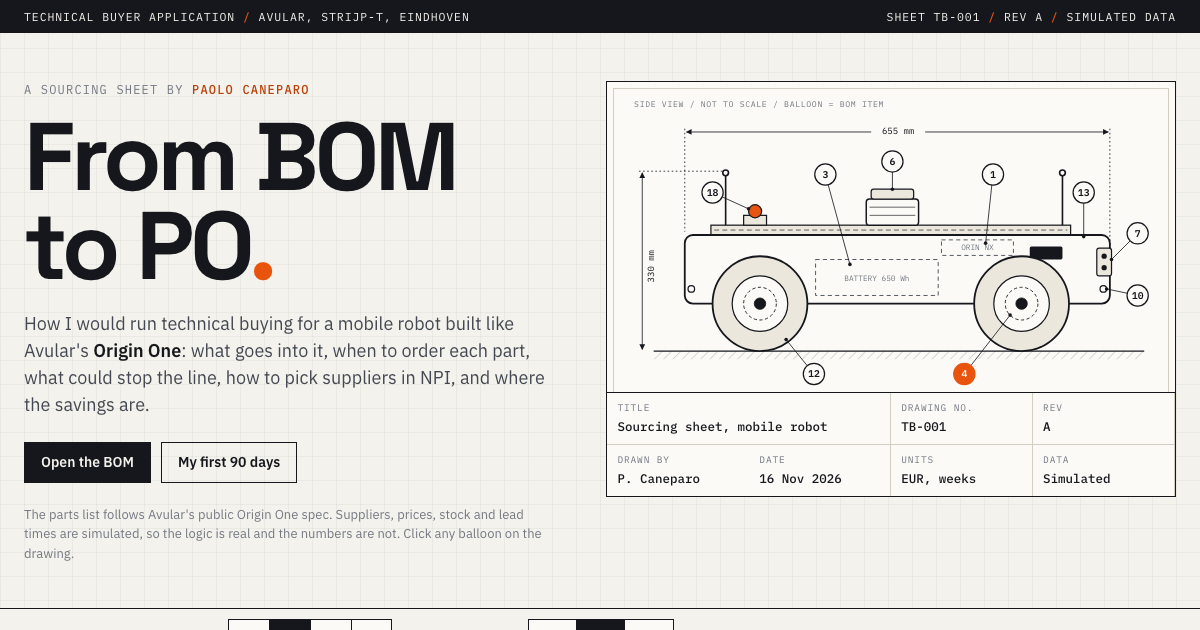 TECHNICAL BUYER APPLICATION / AVULAR, STRIJP-T, EINDHOVEN
SHEET TB-001 / REV A / SIMULATED DATA
A SOURCING SHEET BY PAOLO CANEPARO
From BOM
to PO.
How I would run technical buying for a mobile robot built like
Avular's Origin One: what goes into it, when to order each part,
what could stop the line, how to pick suppliers in NPI, and where
the savings are.
Open the BOM
My first 90 days
The parts list follows Avular's public Origin One spec. Suppliers, prices, stock and lead
times are simulated, so the logic is real and the numbers are not. Click any balloon on the
drawing.
SIDE VIEW / NOT TO SCALE / BALLOON = BOM ITEM
655 mm
6
3
1
18
13
7
ORIN NX
330 mm
BATTERY 650 Wh
10
12
4
TITLE
Sourcing sheet, mobile robot
DRAWING NO.
TB-001
REV
A
DRAWN BY
P. Caneparo
DATE
16 Nov 2026
UNITS
EUR, weeks
DATA
Simulated